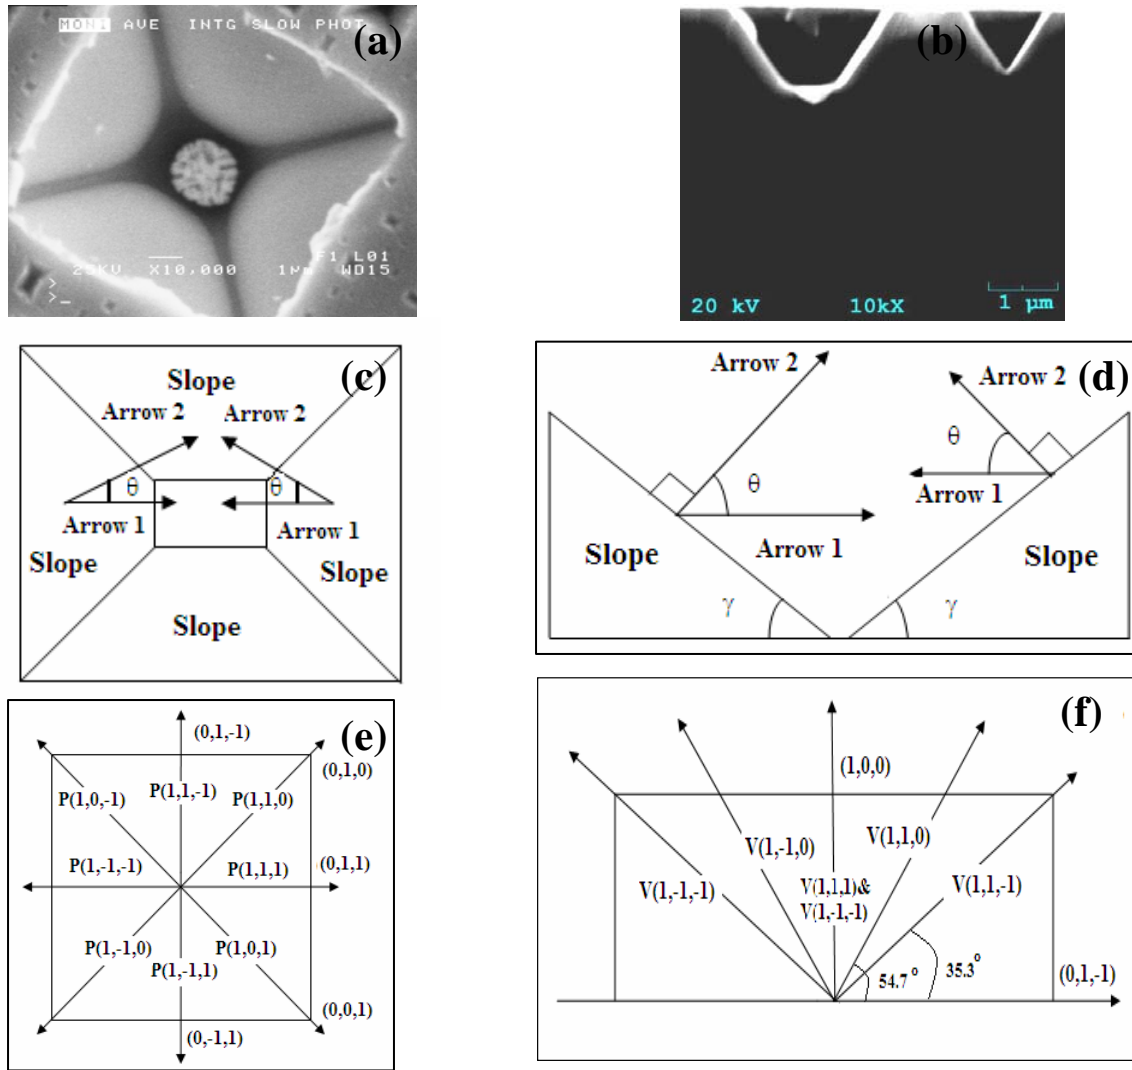 MON1 AVE INTG SLOW PHOT
(a)
F1 L01
25KV X10,000 1µm WD15
>
>_
(b)
20 kV 10kX 1 µm
(c)
Slope
Arrow 2 Arrow 2
θ θ
Arrow 1 Arrow 1
Slope Slope
Slope
(d)
Arrow 2 Arrow 2
θ θ
Arrow 1
Arrow 1
Slope Slope
γ γ
(e)
(0,1,-1)
(0,1,0)
P(1,0,-1) P(1,1,-1) P(1,1,0)
P(1,-1,-1) P(1,1,1) (0,1,1)
P(1,-1,0) P(1,-1,1) P(1,0,1)
(0,0,1)
(0,-1,1)
(f)
(1,0,0)
V(1,-1,0) V(1,1,0)
V(1,-1,-1) V(1,1,1)& V(1,1,-1)
V(1,-1,-1)
54.7° 35.3°
(0,1,-1)